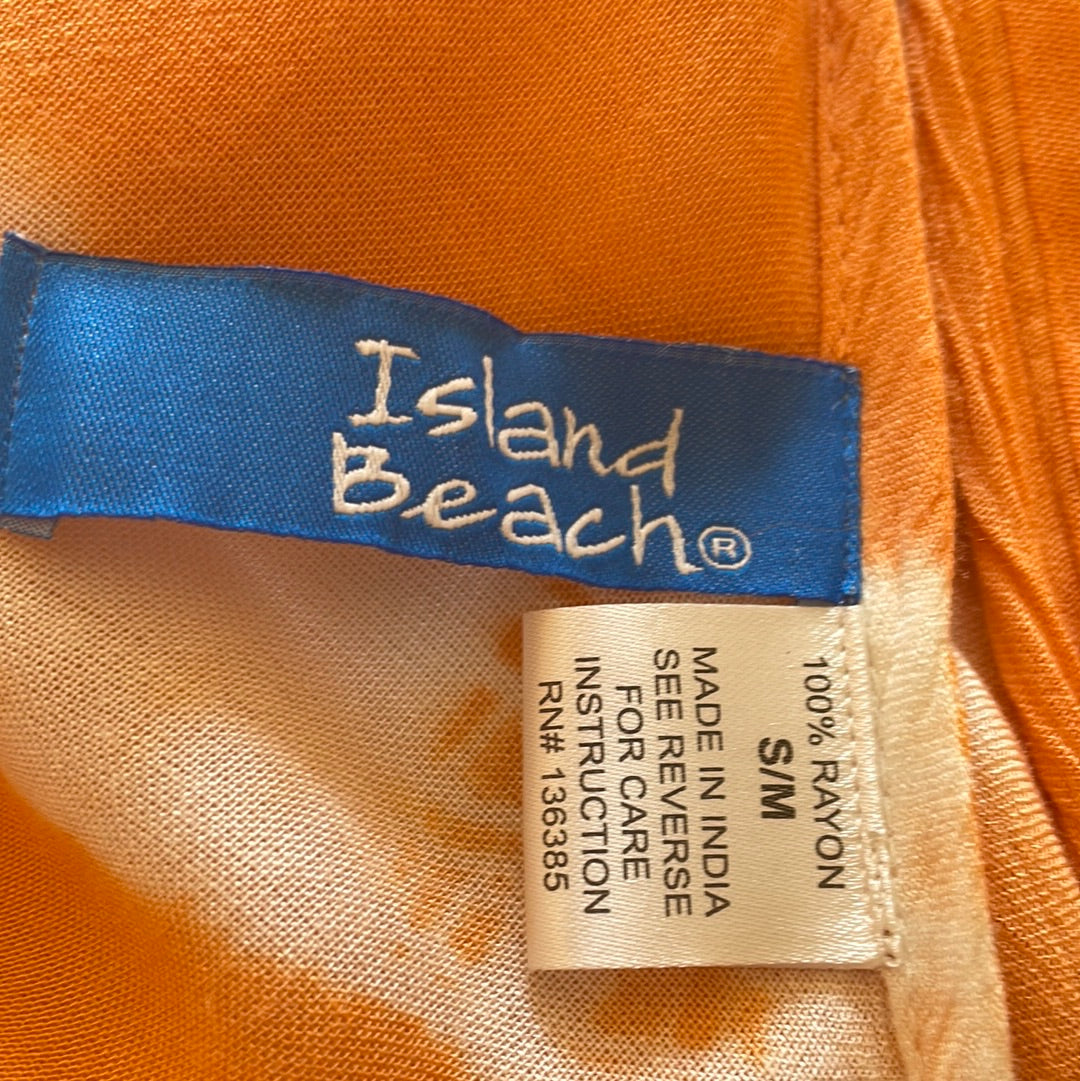 Island
Beach®
100% RAYON
S/M
MADE IN INDIA
SEE REVERSE
FOR CARE
INSTRUCTION
RN# 136385